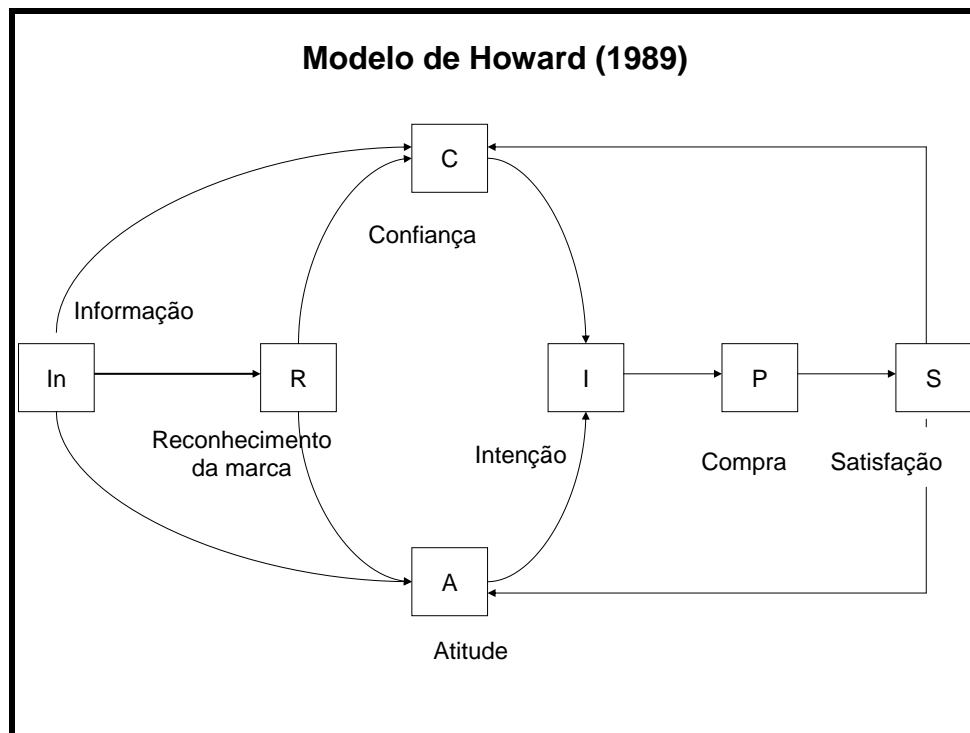 Modelo de Howard (1989)
C
Confiança
Informação
In
R
I
P
S
Reconhecimento
da marca
Intenção
Compra
Satisfação
A
Atitude